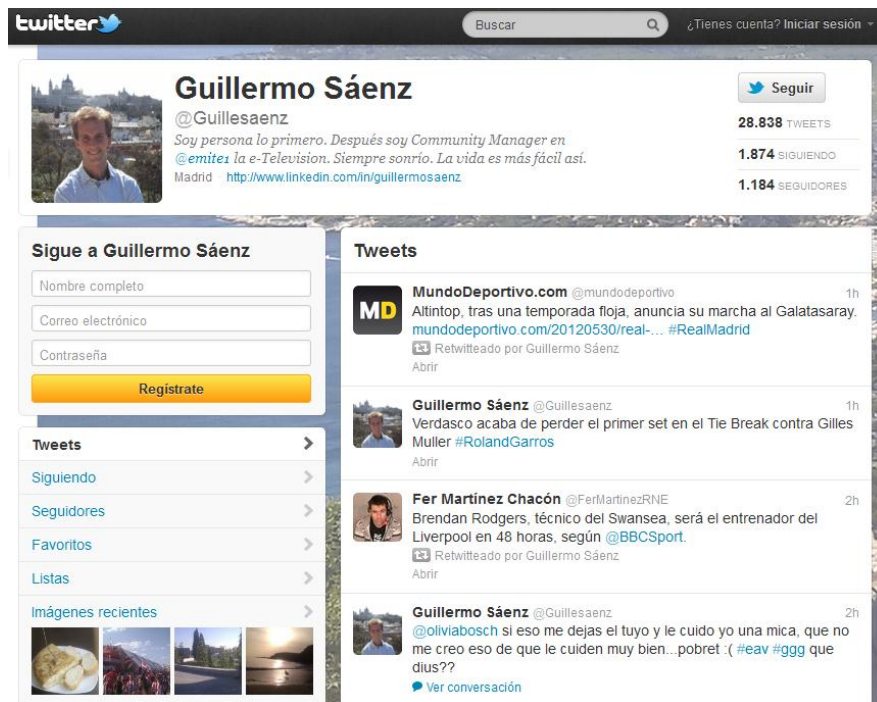 twitter
Buscar
¿Tienes cuenta? Iniciar sesión
Guillermo Sáenz
@Guillesaenz
Soy persona lo primero. Después soy Community Manager en
@emite1 la e-Television. Siempre sonrío. La vida es más fácil así.
Madrid · http://www.linkedin.com/in/guillermosaenz
Seguir
28.838 TWEETS
1.874 SIGUIENDO
1.184 SEGUIDORES
Sigue a Guillermo Sáenz
Nombre completo
Correo electrónico
Contraseña
Regístrate
Tweets
Siguiendo
Seguidores
Favoritos
Listas
Imágenes recientes
Tweets
MD
MundoDeportivo.com @mundodeportivo 1h
Altintop, tras una temporada floja, anuncia su marcha al Galatasaray.
mundodeportivo.com/20120530/real-... #RealMadrid
Retwitteado por Guillermo Sáenz
Abrir
Guillermo Sáenz @Guillesaenz 1h
Verdasco acaba de perder el primer set en el Tie Break contra Gilles
Muller #RolandGarros
Abrir
Fer Martínez Chacón @FerMartinezRNE 2h
Brendan Rodgers, técnico del Swansea, será el entrenador del
Liverpool en 48 horas, según @BBCSport.
Retwitteado por Guillermo Sáenz
Abrir
Guillermo Sáenz @Guillesaenz 2h
@oliviabosch si eso me dejas el tuyo y le cuido yo una mica, que no
me creo eso de que le cuiden muy bien...pobret :( #eav #ggg que
dius??
Ver conversación